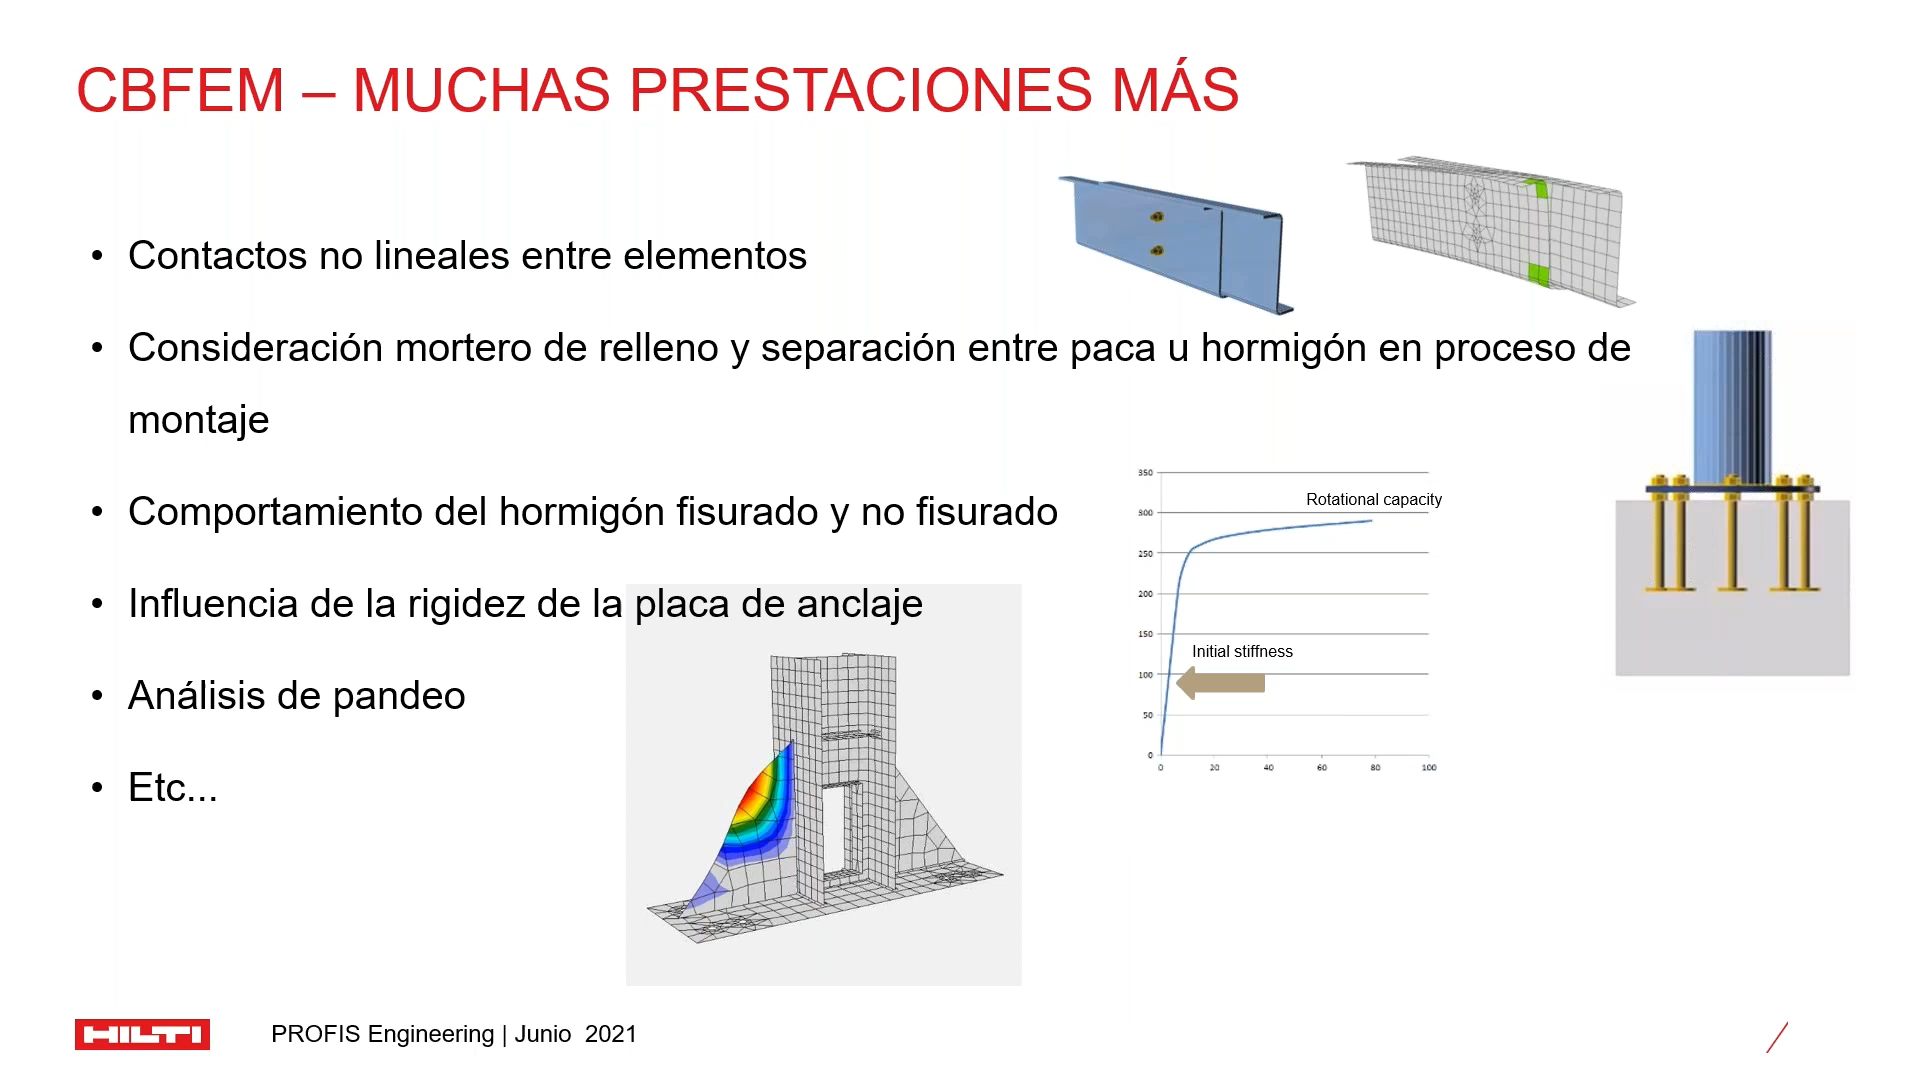 CBFEM – MUCHAS PRESTACIONES MÁS
• Contactos no lineales entre elementos
• Consideración mortero de relleno y separación entre paca u hormigón en proceso de
montaje
• Comportamiento del hormigón fisurado y no fisurado
• Influencia de la rigidez de la placa de anclaje
• Análisis de pandeo
• Etc...
350
Rotational capacity
300
250
200
150
Initial stiffness
100
50
0
0 20 40 60 80 100
HILTI
PROFIS Engineering | Junio 2021